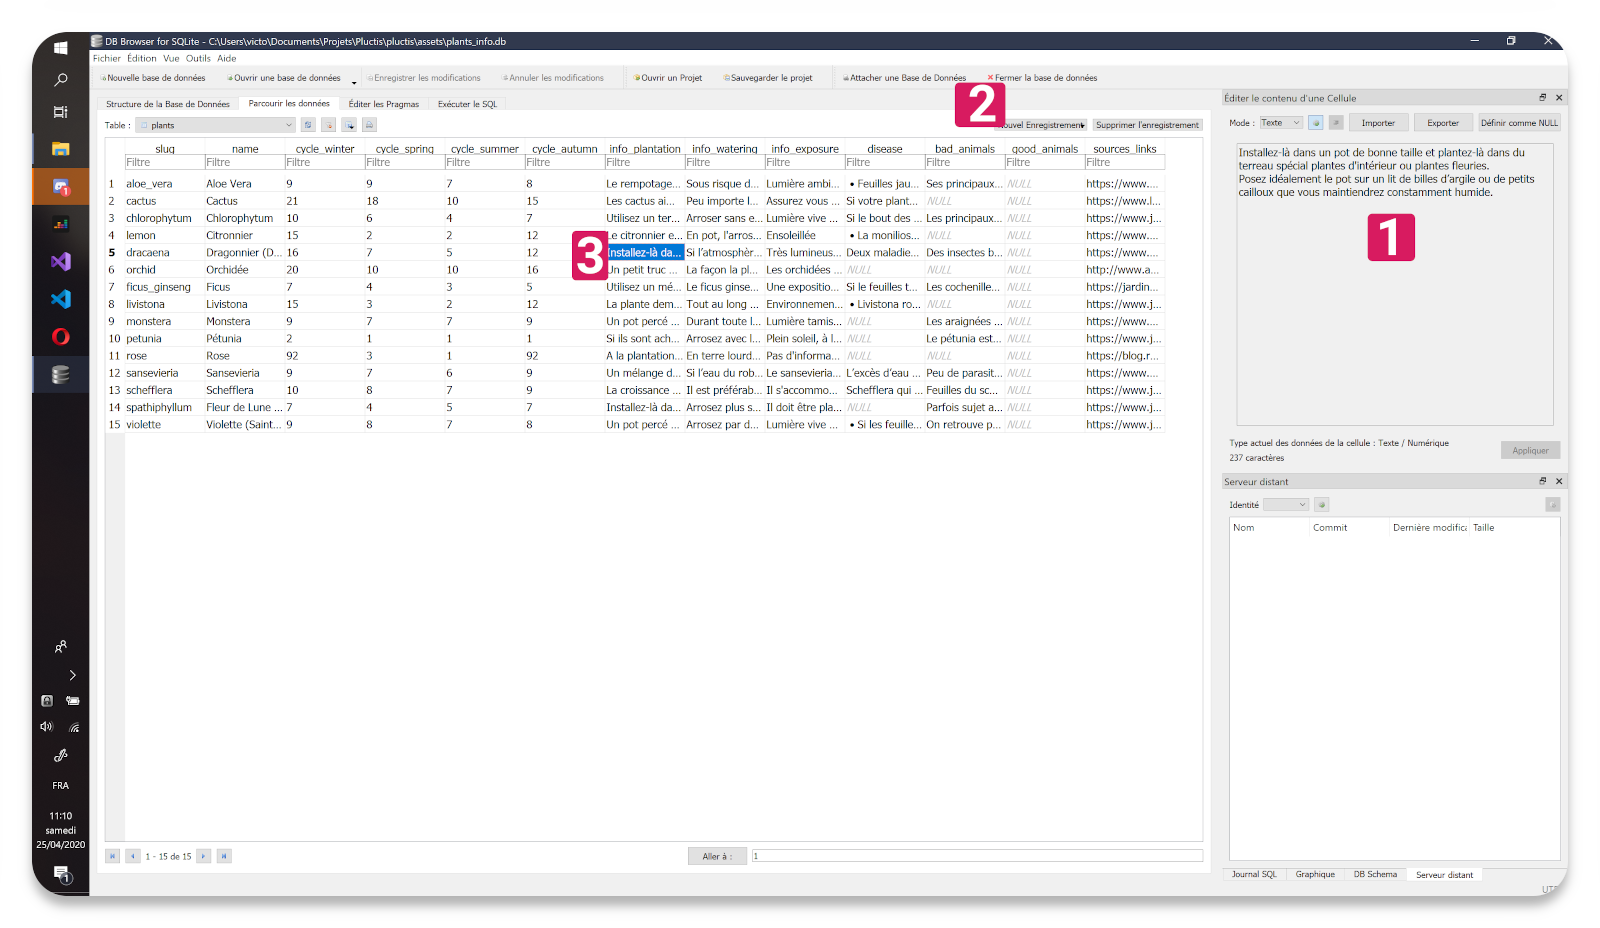 DB Browser for SQLite - C:\Users\victo\Documents\Projets\Pluctis\pluctis\assets\plants_info.db
Fichier Édition Vue Outils Aide
Nouvelle base de données Ouvrir une base de données Enregistrer les modifications Annuler les modifications Ouvrir un Projet Sauvegarder le projet Attacher une Base de Données Fermer la base de données
Structure de la Base de Données Parcourir les données Éditer les Pragmas Exécuter le SQL
2
Table : plants Nouvel Enregistrement Supprimer l'enregistrement
slug name cycle_winter cycle_spring cycle_summer cycle_autumn info_plantation info_watering info_exposure disease bad_animals good_animals sources_links
Filtre Filtre Filtre Filtre Filtre Filtre Filtre Filtre Filtre Filtre Filtre Filtre Filtre
1 aloe_vera Aloe Vera 9 9 7 8 Le rempotage... Sous risque d... Lumière ambi... • Feuilles jau... Ses principaux... NULL https://www....
2 cactus Cactus 21 18 10 15 Les cactus ai... Peu importe l... Assurez vous ... Si votre plant... NULL NULL https://www.l...
3 chlorophytum Chlorophytum 10 6 4 7 Utilisez un ter... Arroser sans e... Lumière vive ... Si le bout des ... Les principaux... NULL https://www.j...
4 lemon Citronnier 15 2 2 12 Le citronnier e... En pot, l'arros... Ensoleillée • La monilios... NULL NULL https://www.j...
5 dracaena Dragonnier (D... 16 7 5 12 Installez-là da... Si l'atmosphèr... Très lumineus... Deux maladie... Des insectes b... NULL https://www....
6 orchid Orchidée 20 10 10 16 Un petit truc ... La façon la pl... Les orchidées ... NULL NULL NULL http://www.a...
7 ficus_ginseng Ficus 7 4 3 5 Utilisez un mé... Le ficus ginse... Une expositio... Si le feuilles t... Les cochenille... NULL https://jardin...
8 livistona Livistona 15 3 2 12 La plante dem... Tout au long ... Environnemen... • Livistona ro... NULL NULL https://www.j...
9 monstera Monstera 9 7 7 9 Un pot percé ... Durant toute l... Lumière tamis... NULL Les araignées ... NULL https://www....
10 petunia Pétunia 2 1 1 1 Si ils sont ach... Arrosez avec l... Plein soleil, à l... NULL Le pétunia est... NULL https://www.j...
11 rose Rose 92 3 1 92 A la plantation... En terre lourd... Pas d'informa... NULL NULL NULL https://blog.r...
12 sansevieria Sansevieria 9 7 6 9 Un mélange d... Si l'eau du rob... Le sansevieria... L'excès d'eau ... Peu de parasit... NULL https://www....
13 schefflera Schefflera 10 8 7 9 La croissance ... Il est préférab... Il s'accommo... Schefflera qui ... Feuilles du sc... NULL https://www.j...
14 spathiphyllum Fleur de Lune ... 7 4 5 7 Installez-là da... Arrosez plus s... Il doit être pla... NULL Parfois sujet a... NULL https://www.j...
15 violette Violette (Saint... 9 8 7 8 Un pot percé ... Arrosez par d... Lumière vive ... • Si les feuille... On retrouve p... NULL https://www.j...
3
1 - 15 de 15 Aller à : 1
Éditer le contenu d'une Cellule
Mode : Texte Importer Exporter Définir comme NULL
Installez-là dans un pot de bonne taille et plantez-là dans du
terreau spécial plantes d'intérieur ou plantes fleuries.
Posez idéalement le pot sur un lit de billes d'argile ou de petits
cailloux que vous maintiendrez constamment humide.
1
Type actuel des données de la cellule : Texte / Numérique
237 caractères
Appliquer
Serveur distant
Identité
Nom Commit Dernière modific Taille
Journal SQL Graphique DB Schema Serveur distant
FRA
11:10
samedi
25/04/2020
1
1